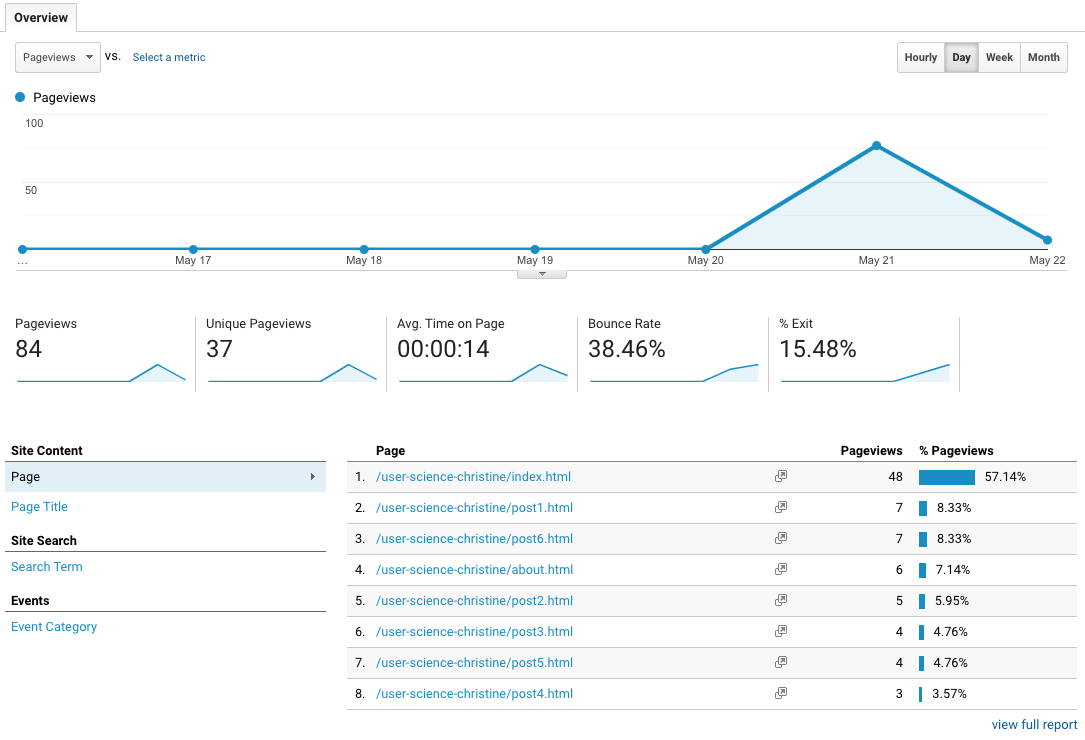 Overview
Pageviews vs. Select a metric Hourly Day Week Month
Pageviews
100
50
... May 17 May 18 May 19 May 20 May 21 May 22
Pageviews Unique Pageviews Avg. Time on Page Bounce Rate % Exit
84 37 00:00:14 38.46% 15.48%
Site Content
Page
Page Title
Site Search
Search Term
Events
Event Category
Page Pageviews % Pageviews
1. /user-science-christine/index.html 48 57.14%
2. /user-science-christine/post1.html 7 8.33%
3. /user-science-christine/post6.html 7 8.33%
4. /user-science-christine/about.html 6 7.14%
5. /user-science-christine/post2.html 5 5.95%
6. /user-science-christine/post3.html 4 4.76%
7. /user-science-christine/post5.html 4 4.76%
8. /user-science-christine/post4.html 3 3.57%
view full report